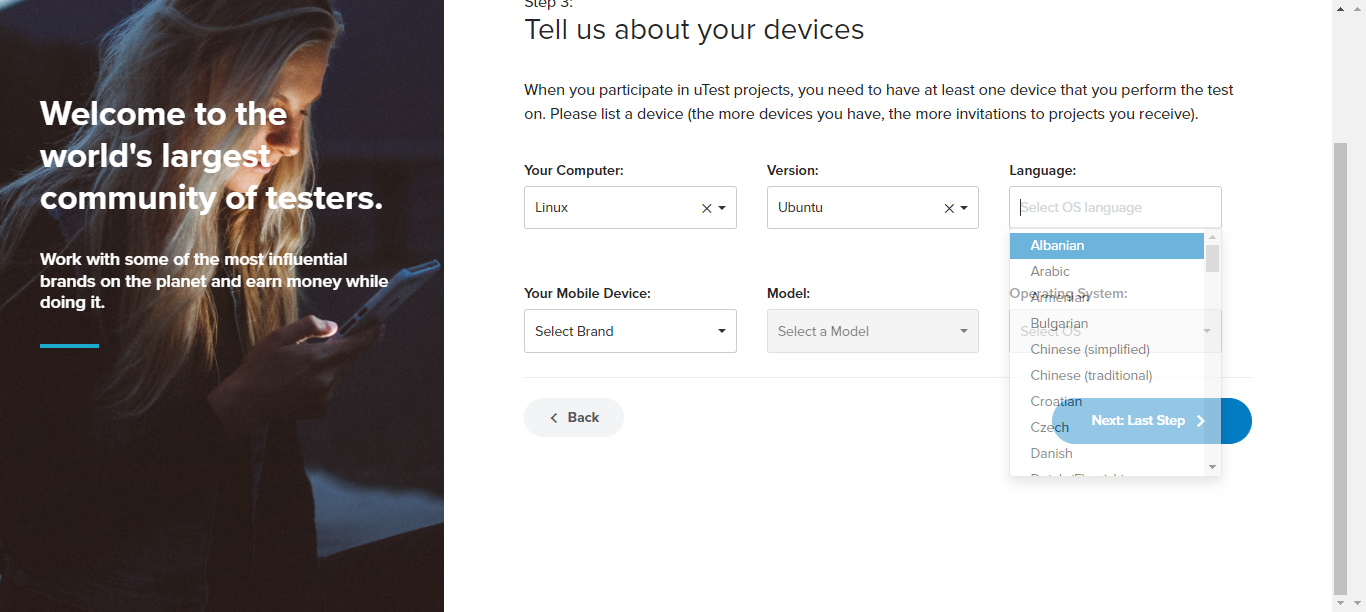 Welcome to the
world's largest
community of testers.
Work with some of the most influential
brands on the planet and earn money while
doing it.
Step 3:
Tell us about your devices
When you participate in uTest projects, you need to have at least one device that you perform the test
on. Please list a device (the more devices you have, the more invitations to projects you receive).
Your Computer:
Linux
Version:
Ubuntu
Language:
Select OS language
Albanian
Arabic
Armenian
Bulgarian
Chinese (simplified)
Chinese (traditional)
Croatian
Czech
Danish
Your Mobile Device:
Select Brand
Model:
Select a Model
Operating System:
Select OS
Back
Next: Last Step